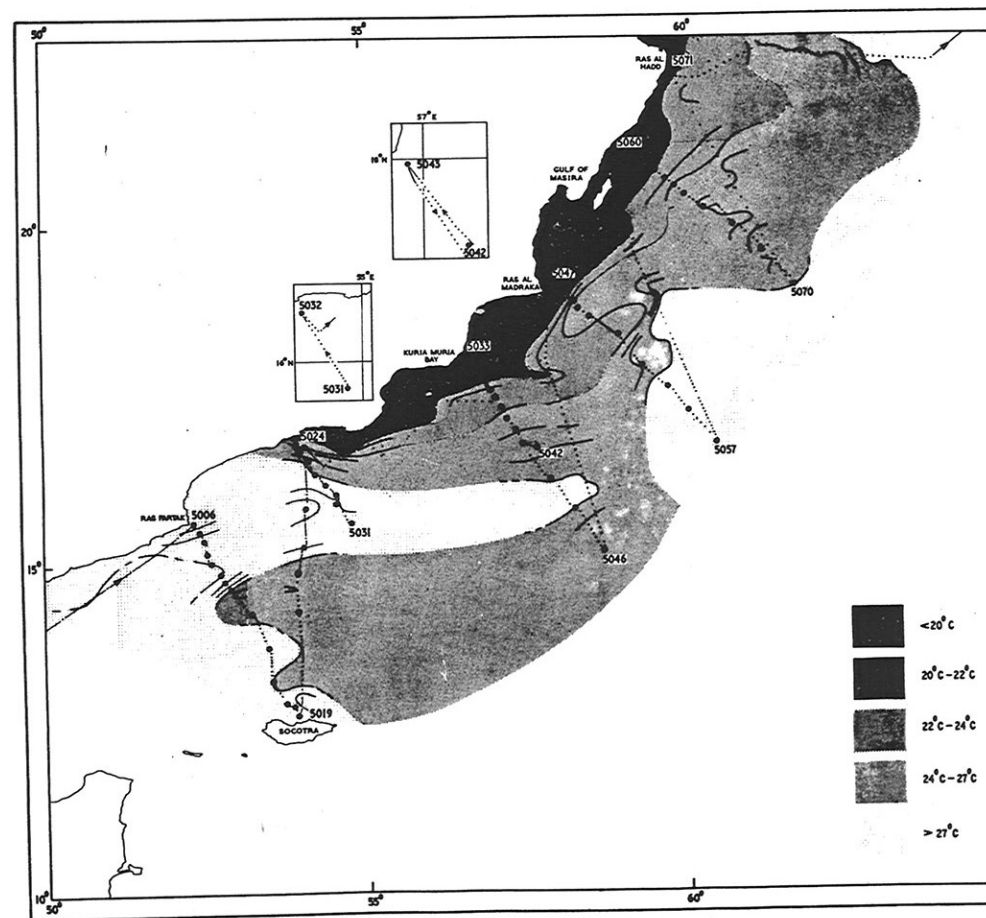 50° 55° 60°
RAS AL
HADD
5071
57°E
18°N
5043
5042
5060
GULF OF
MASIRA
20°
55°E
5032
16°N
5031
RAS AL
MADRAKA
5047
5070
KURIA MURIA
BAY
5033
5024
5042
5057
RAS FARTAK
5006
5031
5046
15°
5019
SOCOTRA
<20°C
20°C-22°C
22°C-24°C
24°C-27°C
>27°C
10°
50° 55° 60°